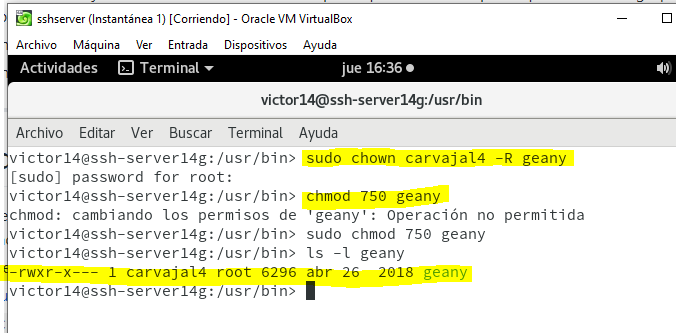 sshserver (Instantánea 1) [Corriendo] - Oracle VM VirtualBox
Archivo Máquina Ver Entrada Dispositivos Ayuda
Actividades Terminal jue 16:36
victor14@ssh-server14g:/usr/bin
Archivo Editar Ver Buscar Terminal Ayuda
victor14@ssh-server14g:/usr/bin> sudo chown carvajal4 -R geany
[sudo] password for root:
victor14@ssh-server14g:/usr/bin> chmod 750 geany
chmod: cambiando los permisos de 'geany': Operación no permitida
victor14@ssh-server14g:/usr/bin> sudo chmod 750 geany
victor14@ssh-server14g:/usr/bin> ls -l geany
-rwxr-x--- 1 carvajal4 root 6296 abr 26 2018 geany
victor14@ssh-server14g:/usr/bin>